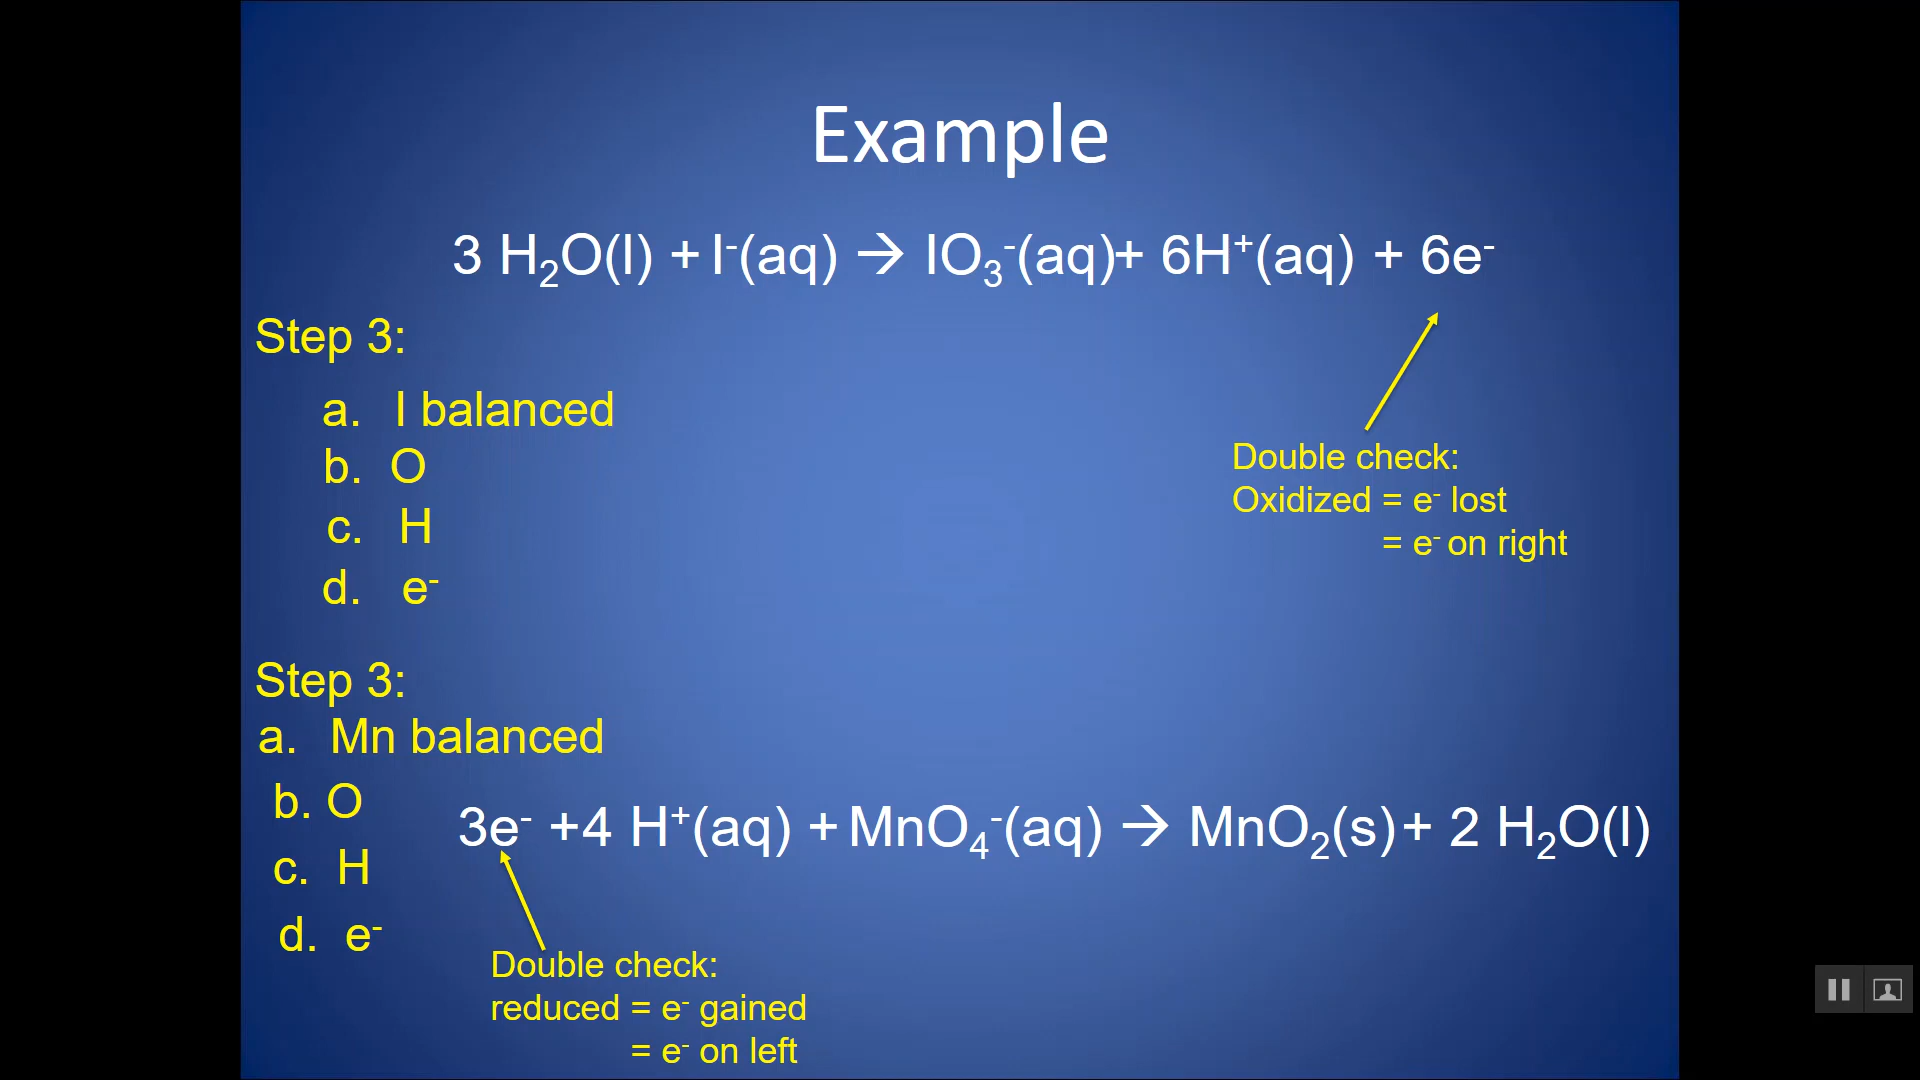 Example
3 H₂O(l) + I⁻(aq) → IO₃⁻(aq)+ 6H⁺(aq) + 6e⁻
Step 3:
a. I balanced
b. O
c. H
d. e⁻
Double check:
Oxidized = e⁻ lost
= e⁻ on right
Step 3:
a. Mn balanced
b. O
c. H
d. e⁻
3e⁻ +4 H⁺(aq) + MnO₄⁻(aq) → MnO₂(s)+ 2 H₂O(l)
Double check:
reduced = e⁻ gained
= e⁻ on left